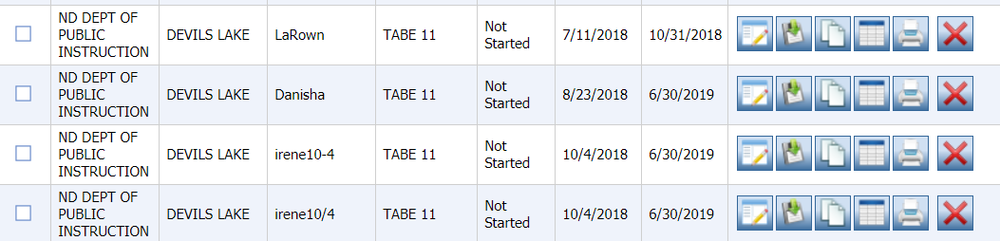 ND DEPT OF PUBLIC INSTRUCTION DEVILS LAKE LaRown TABE 11 Not Started 7/11/2018 10/31/2018
ND DEPT OF PUBLIC INSTRUCTION DEVILS LAKE Danisha TABE 11 Not Started 8/23/2018 6/30/2019
ND DEPT OF PUBLIC INSTRUCTION DEVILS LAKE irene10-4 TABE 11 Not Started 10/4/2018 6/30/2019
ND DEPT OF PUBLIC INSTRUCTION DEVILS LAKE irene10/4 TABE 11 Not Started 10/4/2018 6/30/2019